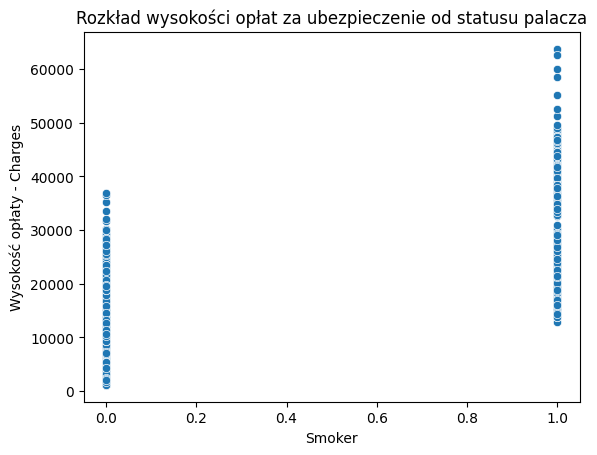 Rozkład wysokości opłat za ubezpieczenie od statusu palacza
60000
50000
40000
30000
20000
10000
0
Wysokość opłaty - Charges
0.0 0.2 0.4 0.6 0.8 1.0
Smoker